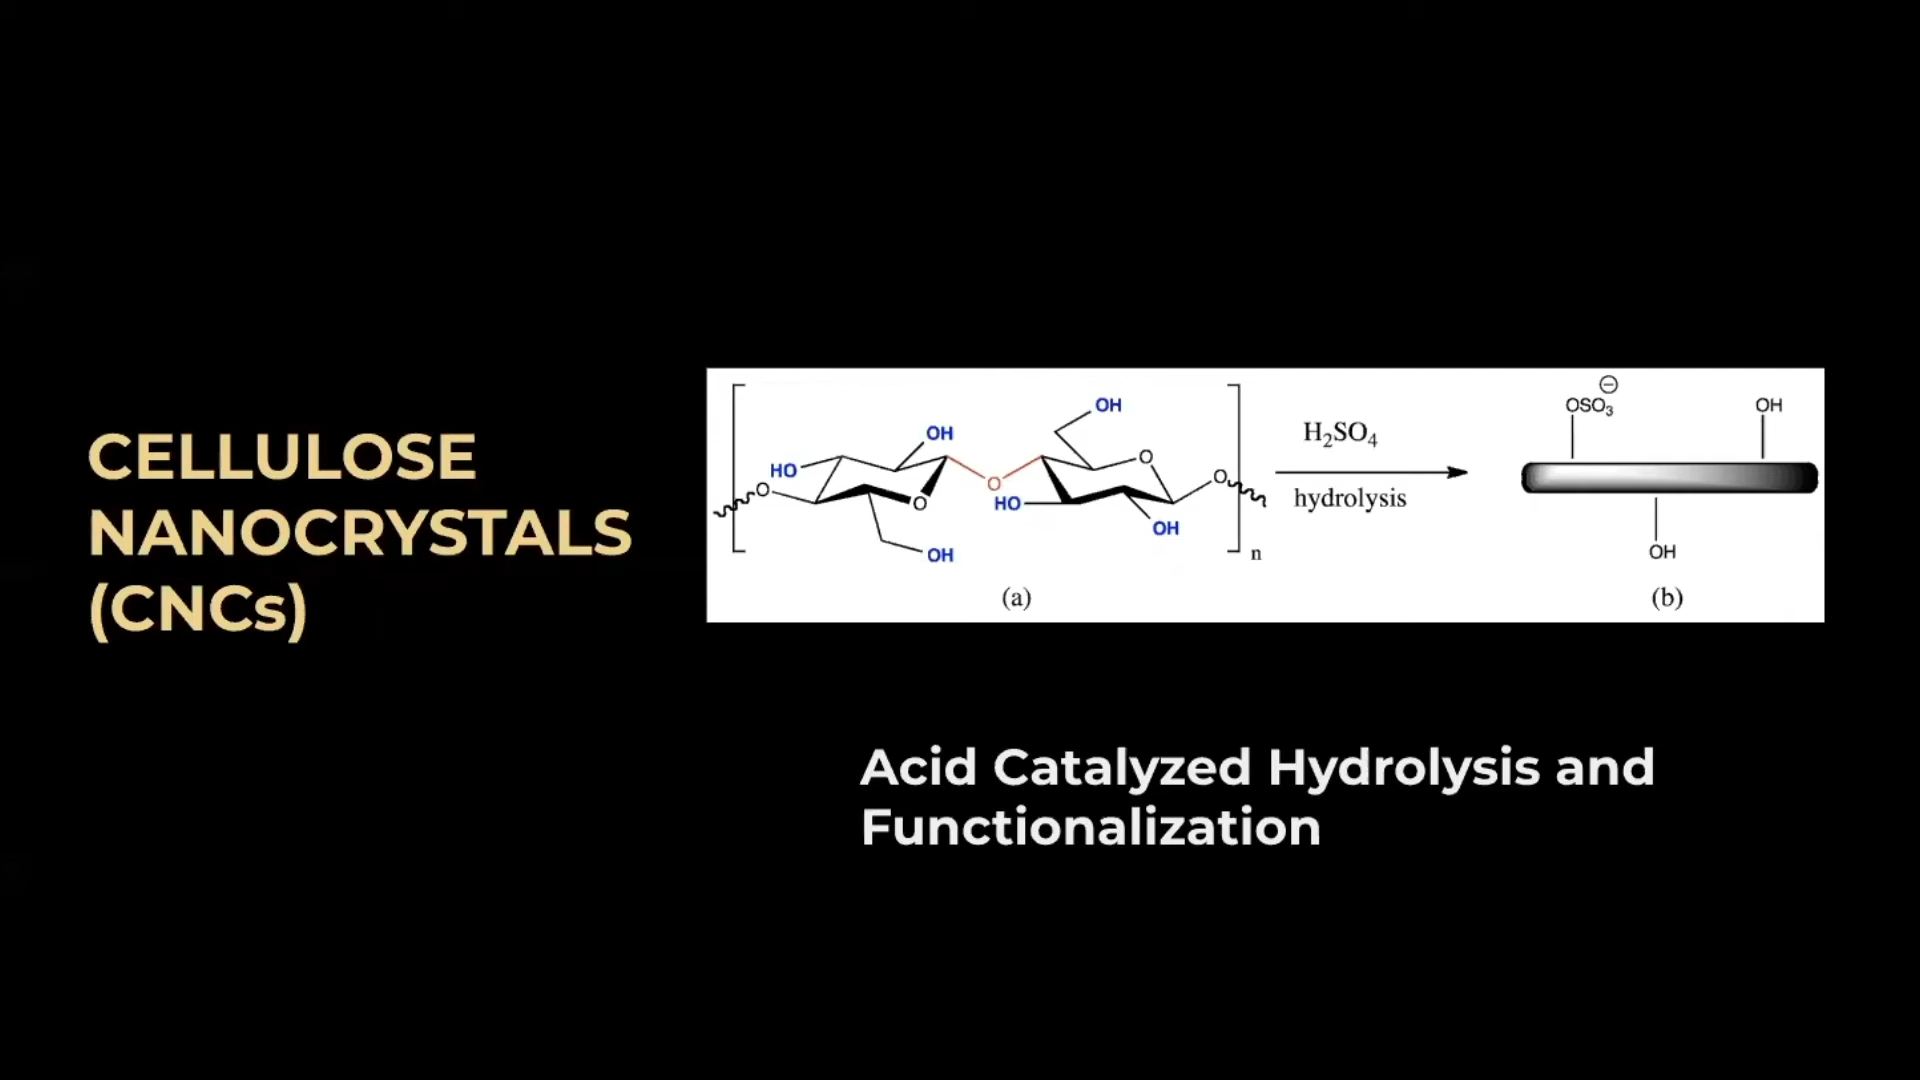 CELLULOSE
NANOCRYSTALS
(CNCs)
OH
OH
HO
O
O
OH
O
HO
O
OH
O
n
(a)
H₂SO₄
hydrolysis
⊖
OSO₃
OH
OH
(b)
Acid Catalyzed Hydrolysis and
Functionalization